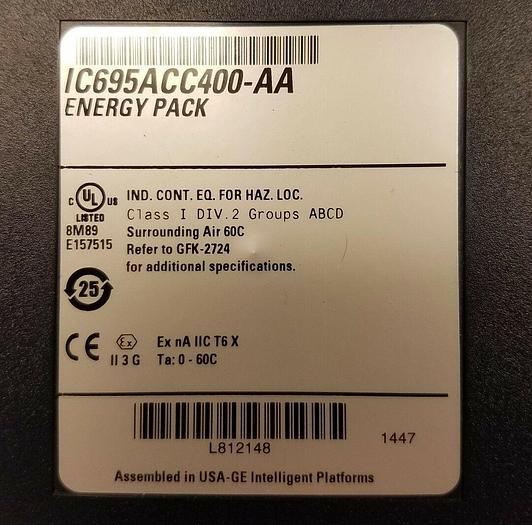 IC695ACC400-AA
ENERGY PACK
C UL US
LISTED
8M89
E157515
IND. CONT. EQ. FOR HAZ. LOC.
Class I DIV.2 Groups ABCD
Surrounding Air 60C
Refer to GFK-2724
for additional specifications.
25
CE Ex
II 3 G
Ex nA IIC T6 X
Ta: 0 - 60C
L812148
1447
Assembled in USA-GE Intelligent Platforms